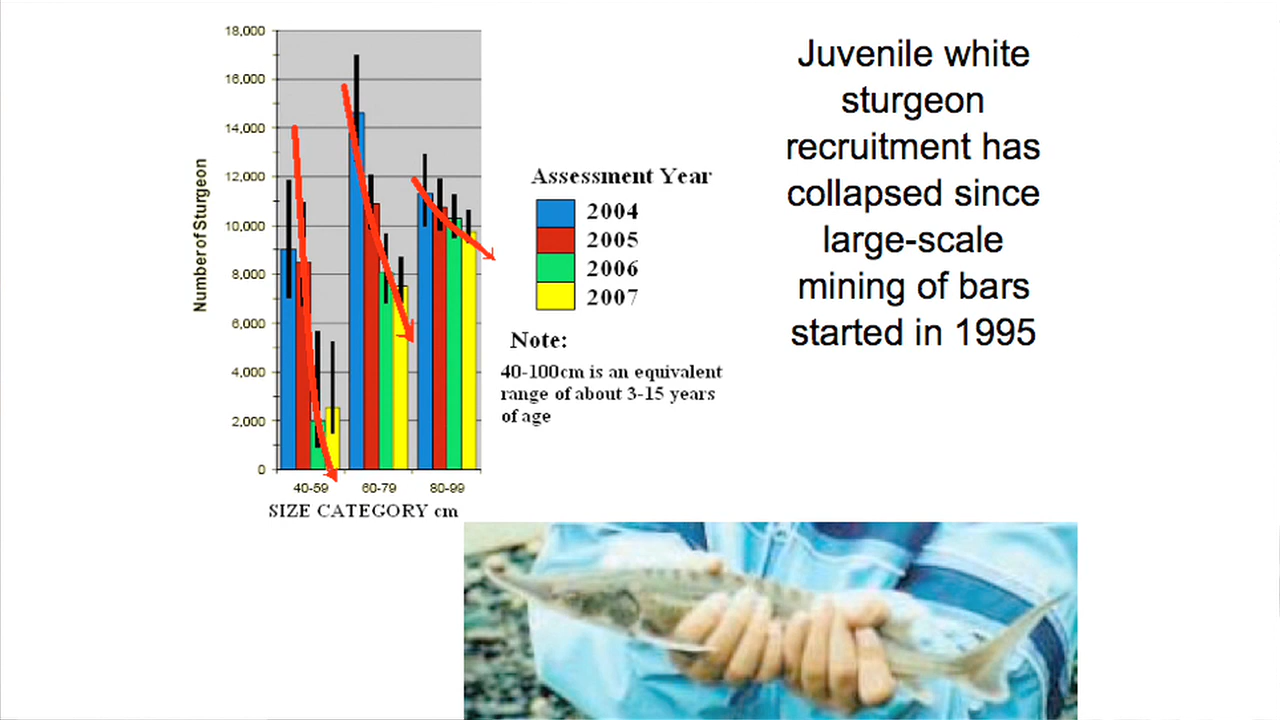 18,000
16,000
14,000
12,000
10,000
8,000
6,000
4,000
2,000
0
Number of Sturgeon
40-59 60-79 80-99
SIZE CATEGORY cm
Assessment Year
2004
2005
2006
2007
Note:
40-100cm is an equivalent
range of about 3-15 years
of age
Juvenile white
sturgeon
recruitment has
collapsed since
large-scale
mining of bars
started in 1995